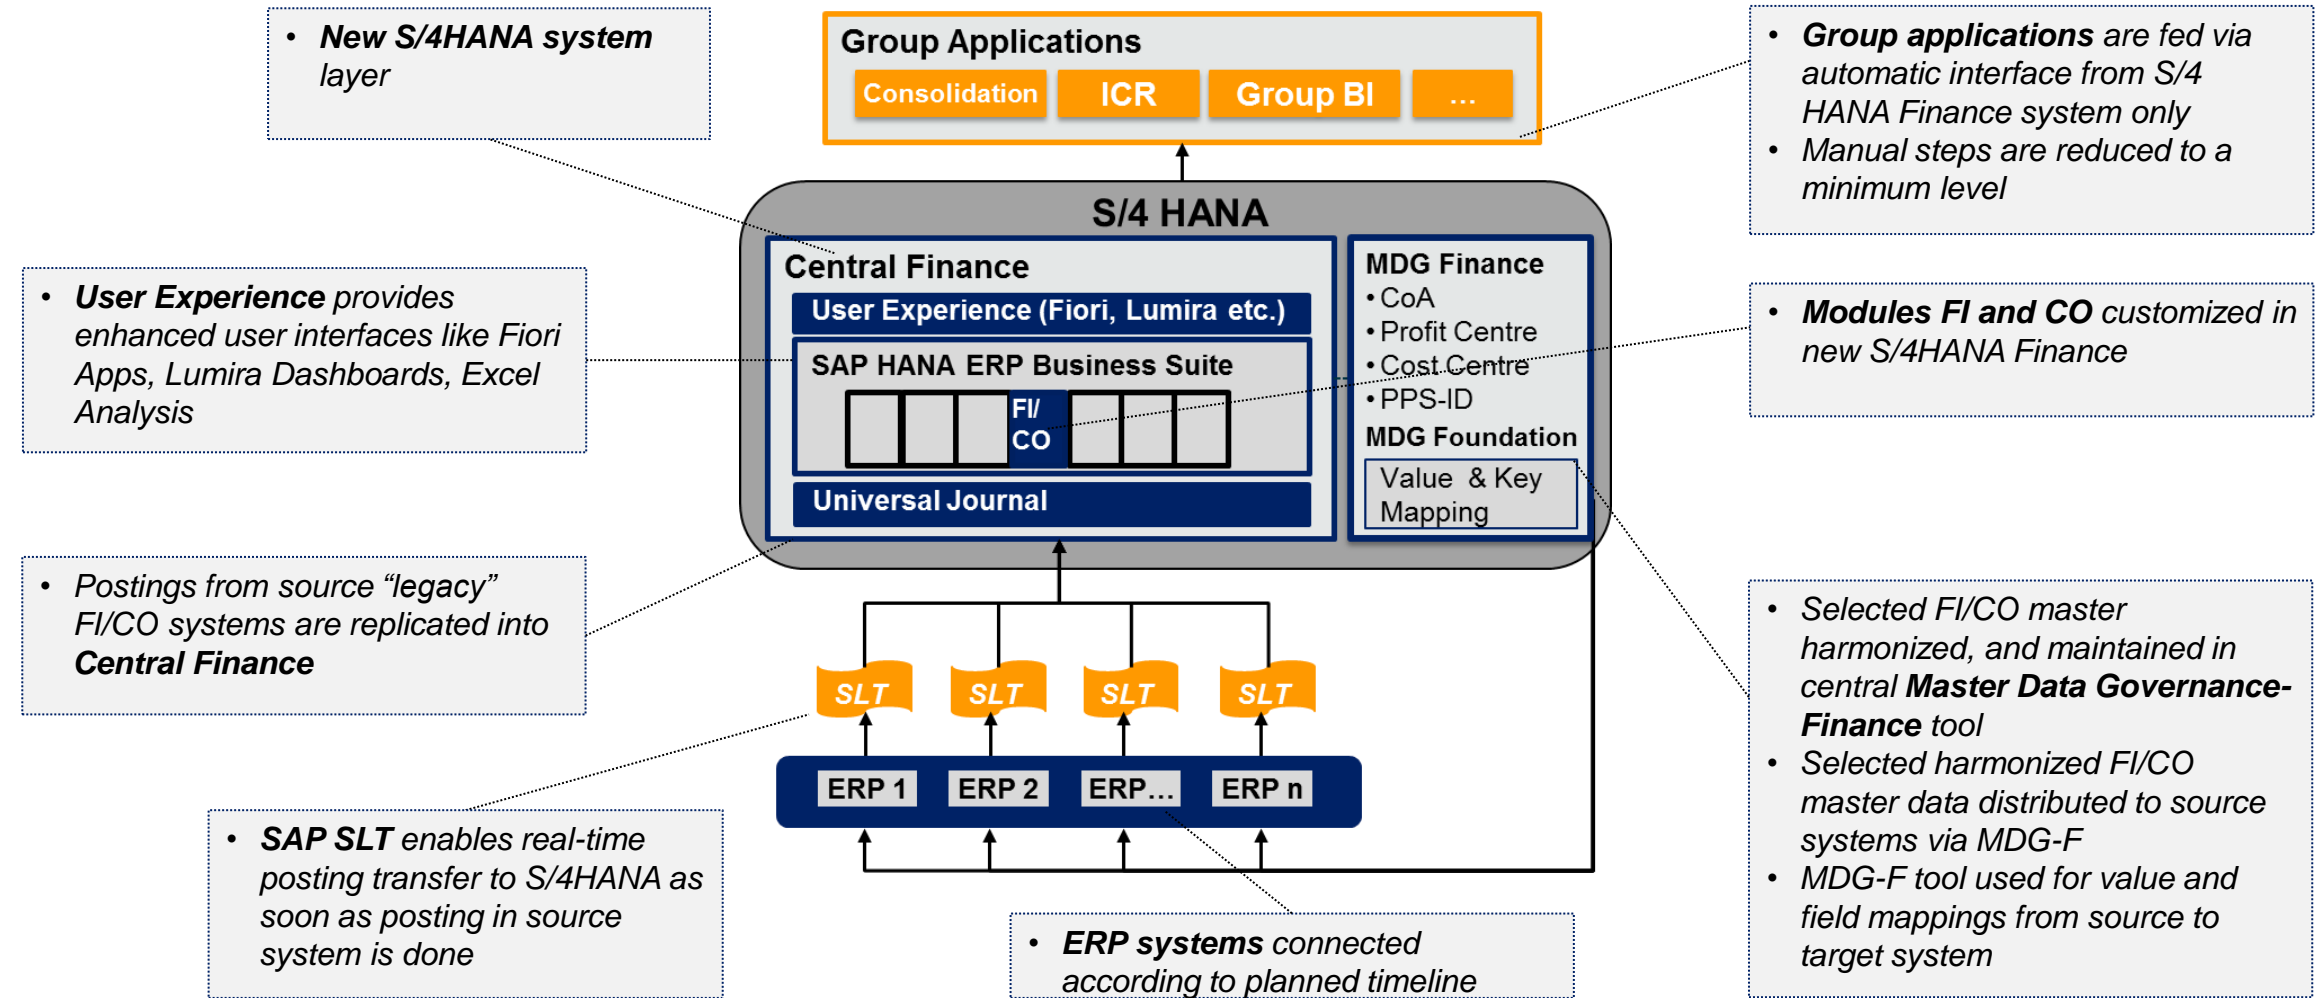 • New S/4HANA system
layer
Group Applications
Consolidation
ICR
Group BI
...
• Group applications are fed via
automatic interface from S/4
HANA Finance system only
• Manual steps are reduced to a
minimum level
S/4 HANA
Central Finance
User Experience (Fiori, Lumira etc.)
SAP HANA ERP Business Suite
FI/
CO
Universal Journal
MDG Finance
• CoA
• Profit Centre
• Cost Centre
• PPS-ID
MDG Foundation
Value & Key
Mapping
• User Experience provides
enhanced user interfaces like Fiori
Apps, Lumira Dashboards, Excel
Analysis
• Modules FI and CO customized in
new S/4HANA Finance
• Postings from source “legacy”
FI/CO systems are replicated into
Central Finance
SLT
SLT
SLT
SLT
ERP 1
ERP 2
ERP...
ERP n
• Selected FI/CO master
harmonized, and maintained in
central Master Data Governance-
Finance tool
• Selected harmonized FI/CO
master data distributed to source
systems via MDG-F
• MDG-F tool used for value and
field mappings from source to
target system
• SAP SLT enables real-time
posting transfer to S/4HANA as
soon as posting in source
system is done
• ERP systems connected
according to planned timeline